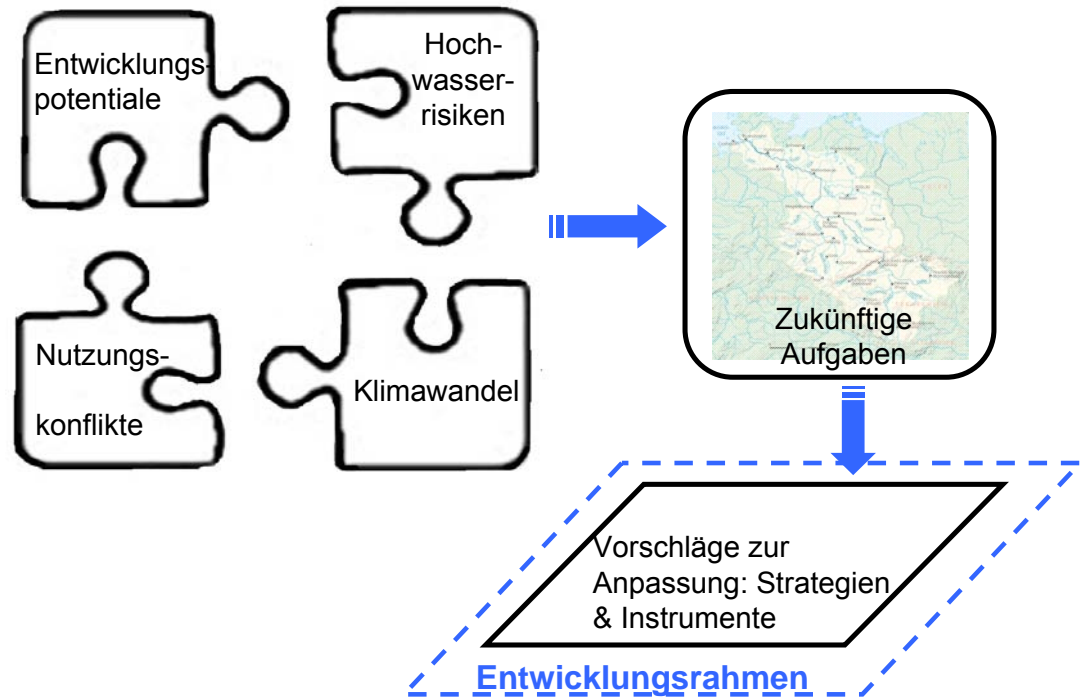 Entwicklungs-
potentiale
Hoch-
wasser-
risiken
Nutzungs-
konflikte
Klimawandel
Zukünftige
Aufgaben
Vorschläge zur
Anpassung: Strategien
& Instrumente
Entwicklungsrahmen